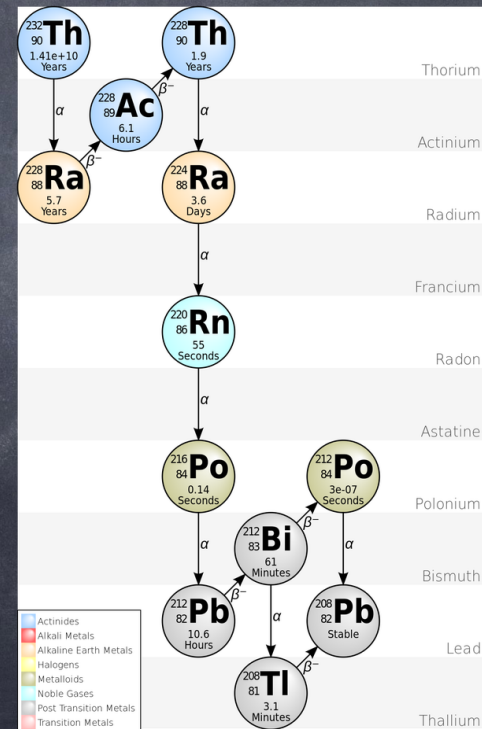 232
90 Th
1.41e+10
Years
228
90 Th
1.9
Years
Thorium
α
β⁻
α
228
89 Ac
6.1
Hours
Actinium
β⁻
228
88 Ra
5.7
Years
224
88 Ra
3.6
Days
Radium
α
Francium
220
86 Rn
55
Seconds
Radon
α
Astatine
216
84 Po
0.14
Seconds
212
84 Po
3e-07
Seconds
Polonium
β⁻
α
212
83 Bi
61
Minutes
α
Bismuth
β⁻
212
82 Pb
10.6
Hours
α
208
82 Pb
Stable
Lead
β⁻
208
81 Tl
3.1
Minutes
Thallium
Actinides
Alkali Metals
Alkaline Earth Metals
Halogens
Metalloids
Noble Gases
Post Transition Metals
Transition Metals